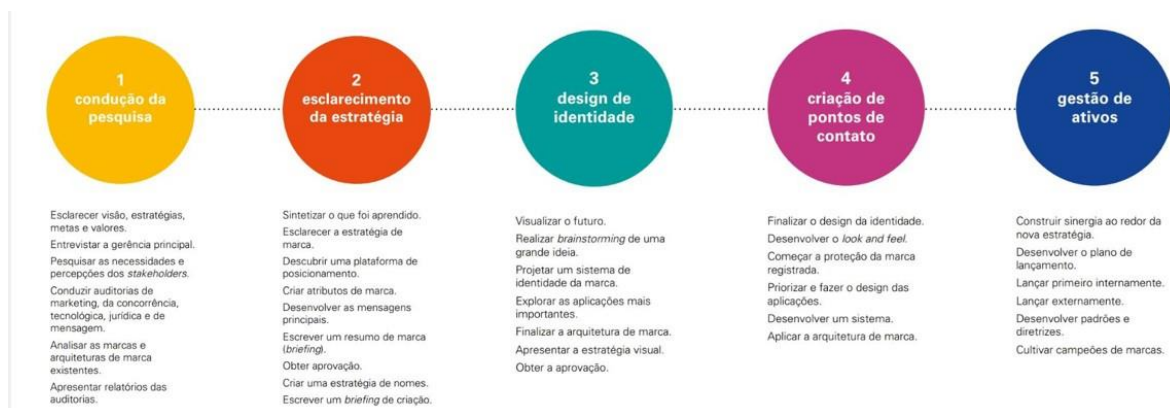 1
condução da
pesquisa
2
esclarecimento
da estratégia
3
design de
identidade
4
criação de
pontos de
contato
5
gestão de
ativos
Esclarecer visão, estratégias,
metas e valores.
Entrevistar a gerência principal.
Pesquisar as necessidades e
percepções dos stakeholders.
Conduzir auditorias de
marketing, da concorrência,
tecnológica, jurídica e de
mensagem.
Analisar as marcas e
arquiteturas de marca
existentes.
Apresentar relatórios das
auditorias.
Sintetizar o que foi aprendido.
Esclarecer a estratégia de
marca.
Descubrir uma plataforma de
posicionamento.
Criar atributos de marca.
Desenvolver as mensagens
principais.
Escrever um resumo de marca
(briefing).
Obter aprovação.
Criar uma estratégia de nomes.
Escrever um briefing de criação.
Visualizar o futuro.
Realizar brainstorming de uma
grande ideia.
Projetar um sistema de
identidade da marca.
Explorar as aplicações mais
importantes.
Finalizar a arquitetura de marca.
Apresentar a estratégia visual.
Obter a aprovação.
Finalizar o design da identidade.
Desenvolver o look and feel.
Começar a proteção da marca
registrada.
Priorizar e fazer o design das
aplicações.
Desenvolver um sistema.
Aplicar a arquitetura de marca.
Construir sinergia ao redor da
nova estratégia.
Desenvolver o plano de
lançamento.
Lançar primeiro internamente.
Lançar externamente.
Desenvolver padrões e
diretrizes.
Cultivar campeões de marcas.